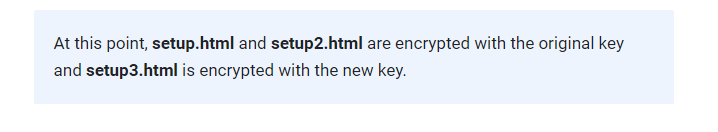 At this point, setup.html and setup2.html are encrypted with the original key
and setup3.html is encrypted with the new key.